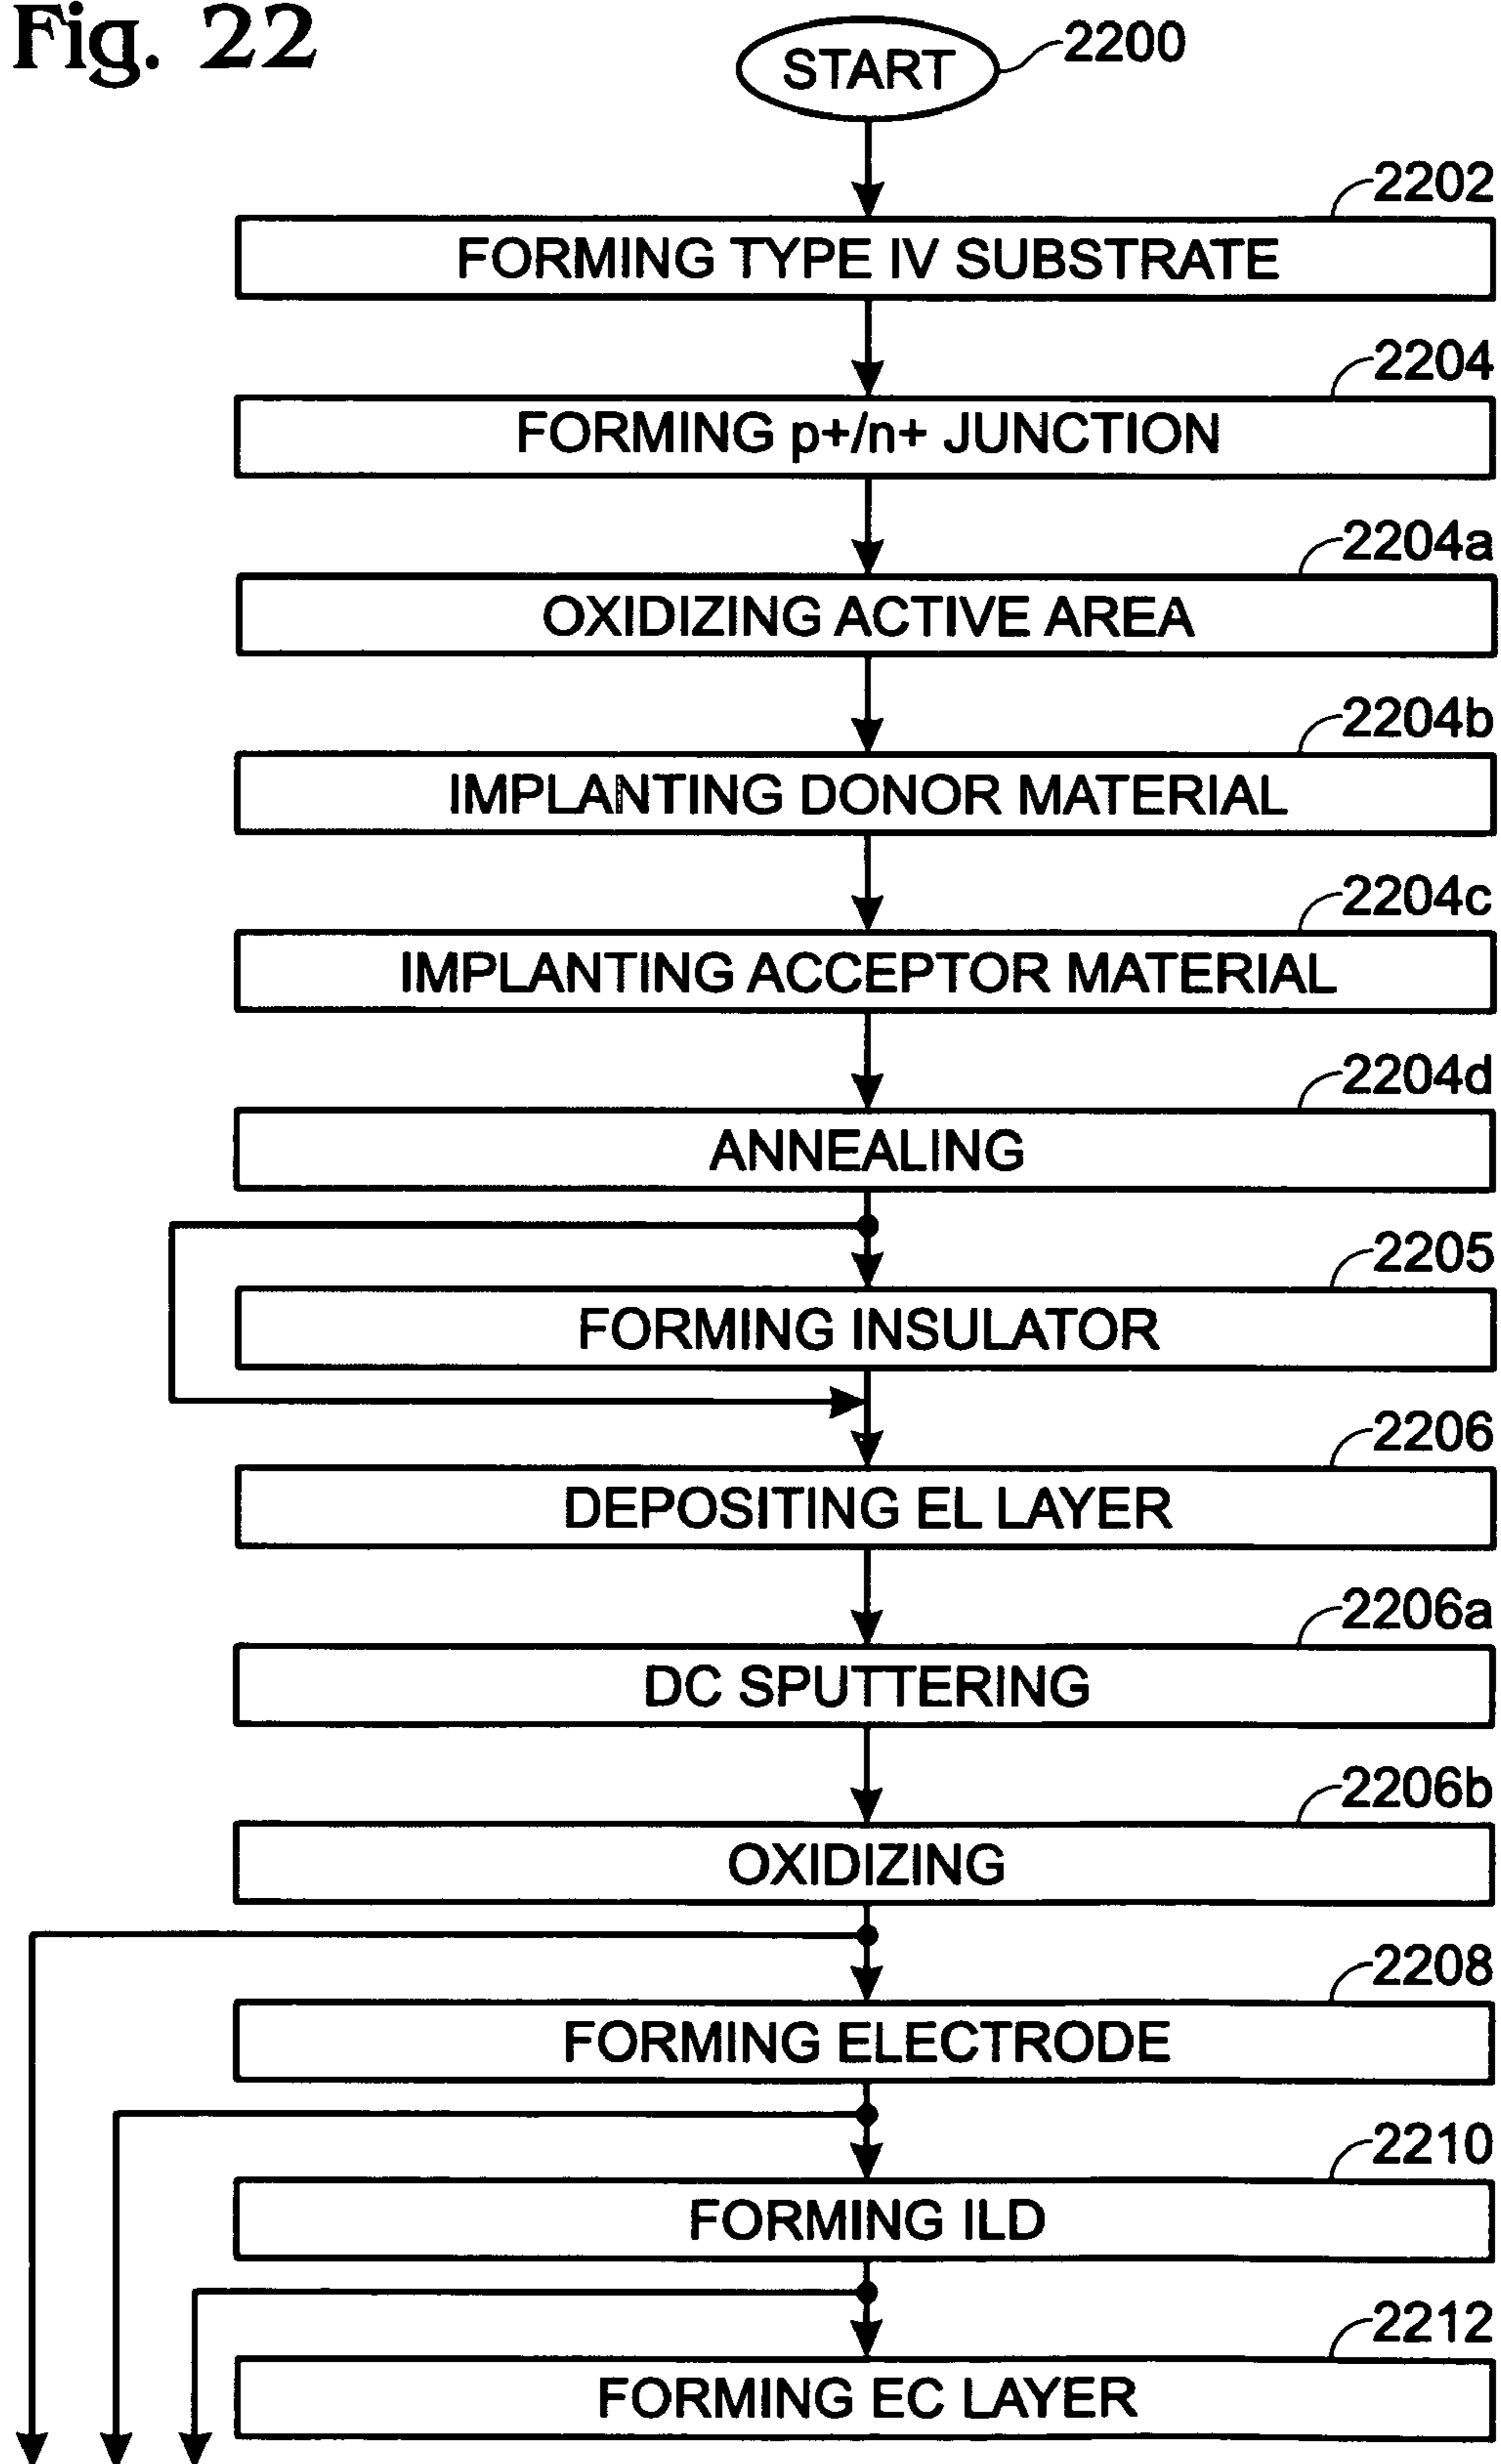 Fig. 22
START
2200
2202
FORMING TYPE IV SUBSTRATE
2204
FORMING p+/n+ JUNCTION
2204a
OXIDIZING ACTIVE AREA
2204b
IMPLANTING DONOR MATERIAL
2204c
IMPLANTING ACCEPTOR MATERIAL
2204d
ANNEALING
2205
FORMING INSULATOR
2206
DEPOSITING EL LAYER
2206a
DC SPUTTERING
2206b
OXIDIZING
2208
FORMING ELECTRODE
2210
FORMING ILD
2212
FORMING EC LAYER